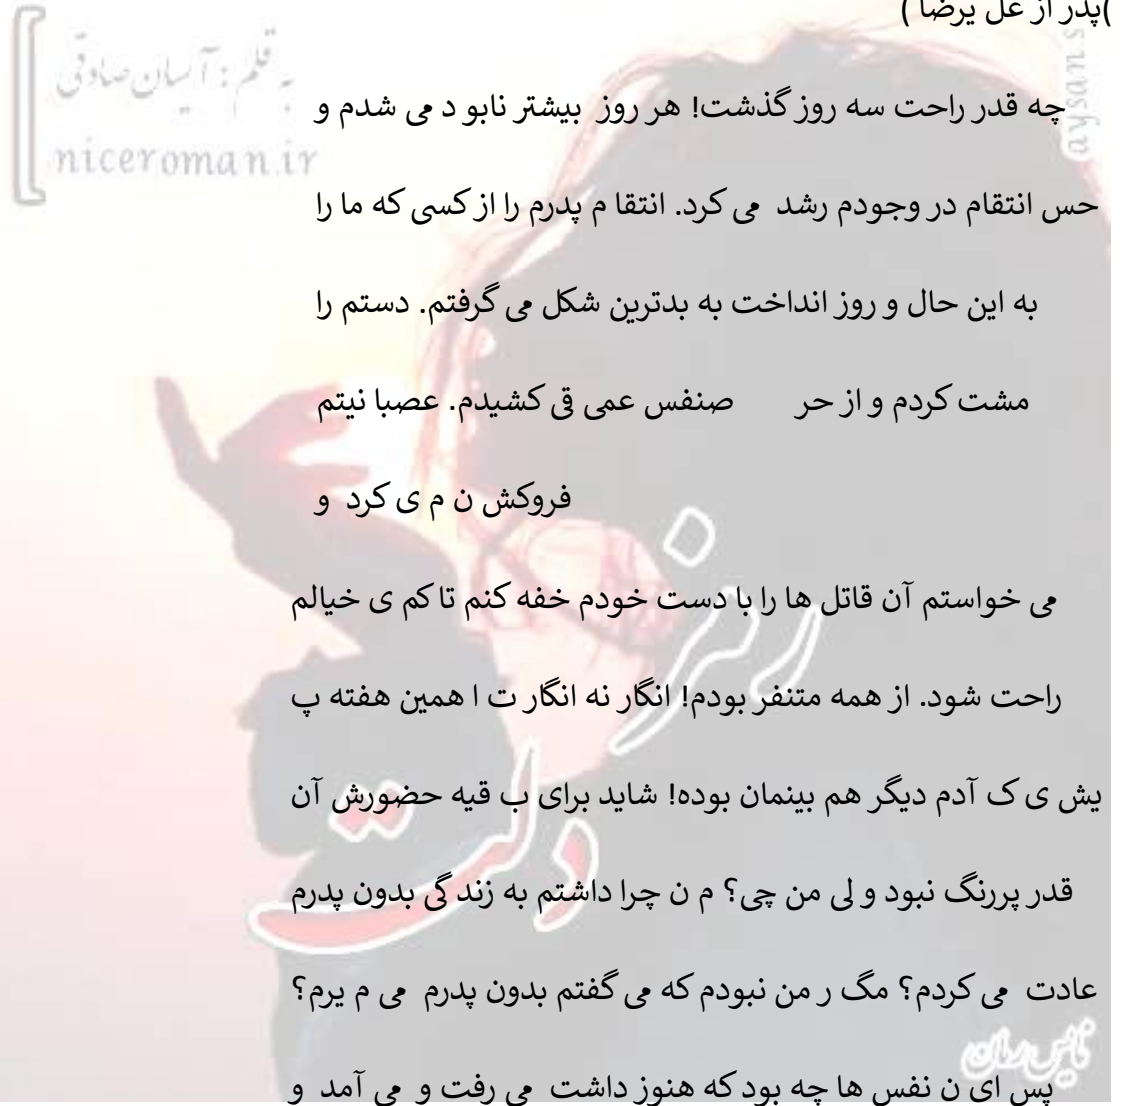 )پدر از عل یرضا )
به قلم : آیسان صادقی
niceroman.ir
aysan.s
چه قدر راحت سه روز گذشت! هر روز  بیشتر نابو د می شدم و
حس انتقام در وجودم رشد  می کرد. انتقا م پدرم را از کسی که ما را
به این حال و روز انداخت به بدترین شکل می گرفتم. دستم را
مشت کردم و از حر      صنفس عمی قی کشیدم. عصبا نیتم
فروکش ن م ی کرد  و
می خواستم آن قاتل ها را با دست خودم خفه کنم تا کم ی خیالم
راحت شود. از همه متنفر بودم! انگار نه انگار ت ا همین هفته پ
یش ی ک آدم دیگر هم بینمان بوده! شاید برای ب قیه حضورش آن
قدر پررنگ نبود و لی من چی؟ م ن چرا داشتم به زند گی بدون پدرم
عادت  می کردم؟ مگ ر من نبودم که می گفتم بدون پدرم  می م یرم؟
پس ای ن نفس ها چه بود که هنوز داشت  می رفت و  می آمد  و
رمز
دلت
نایس رمان